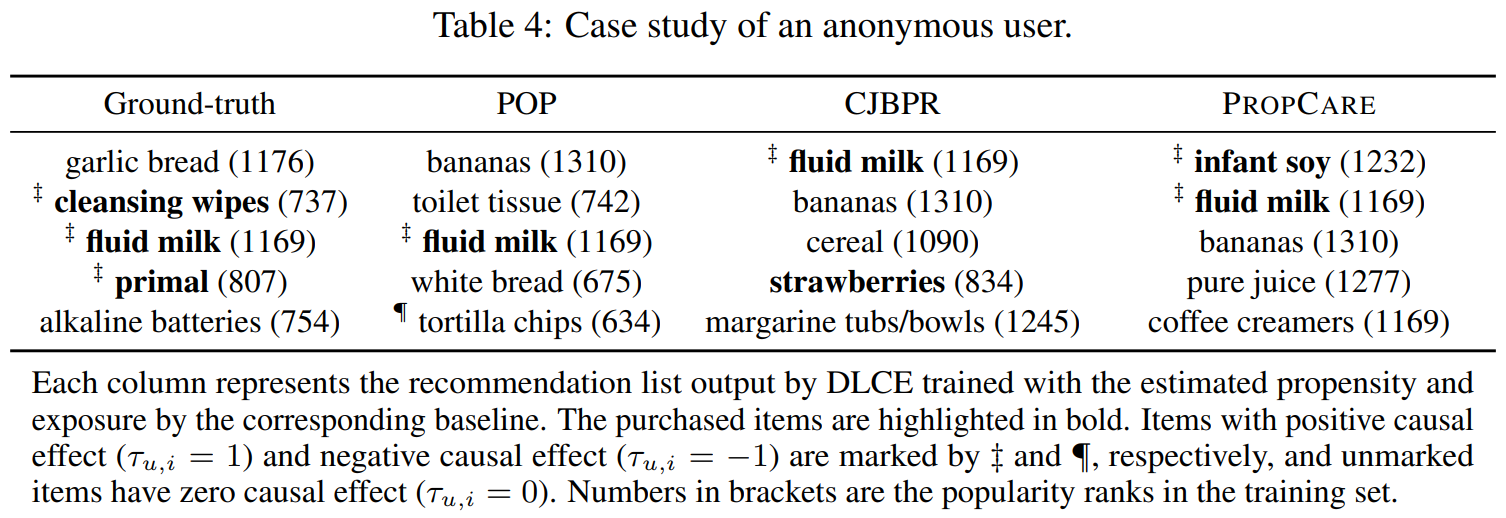 Table 4: Case study of an anonymous user.
Ground-truth POP CJBPR PROPCARE
garlic bread (1176) bananas (1310) ‡ fluid milk (1169) ‡ infant soy (1232)
‡ cleansing wipes (737) toilet tissue (742) bananas (1310) ‡ fluid milk (1169)
‡ fluid milk (1169) ‡ fluid milk (1169) cereal (1090) bananas (1310)
‡ primal (807) white bread (675) strawberries (834) pure juice (1277)
alkaline batteries (754) ¶ tortilla chips (634) margarine tubs/bowls (1245) coffee creamers (1169)
Each column represents the recommendation list output by DLCE trained with the estimated propensity and
exposure by the corresponding baseline. The purchased items are highlighted in bold. Items with positive causal
effect (τu,i = 1) and negative causal effect (τu,i = −1) are marked by ‡ and ¶, respectively, and unmarked
items have zero causal effect (τu,i = 0). Numbers in brackets are the popularity ranks in the training set.